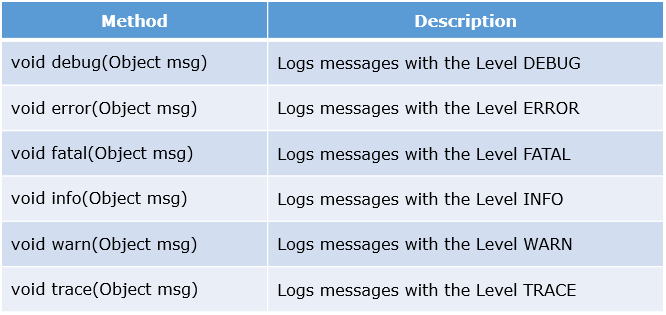 Method Description
void debug(Object msg) Logs messages with the Level DEBUG
void error(Object msg) Logs messages with the Level ERROR
void fatal(Object msg) Logs messages with the Level FATAL
void info(Object msg) Logs messages with the Level INFO
void warn(Object msg) Logs messages with the Level WARN
void trace(Object msg) Logs messages with the Level TRACE